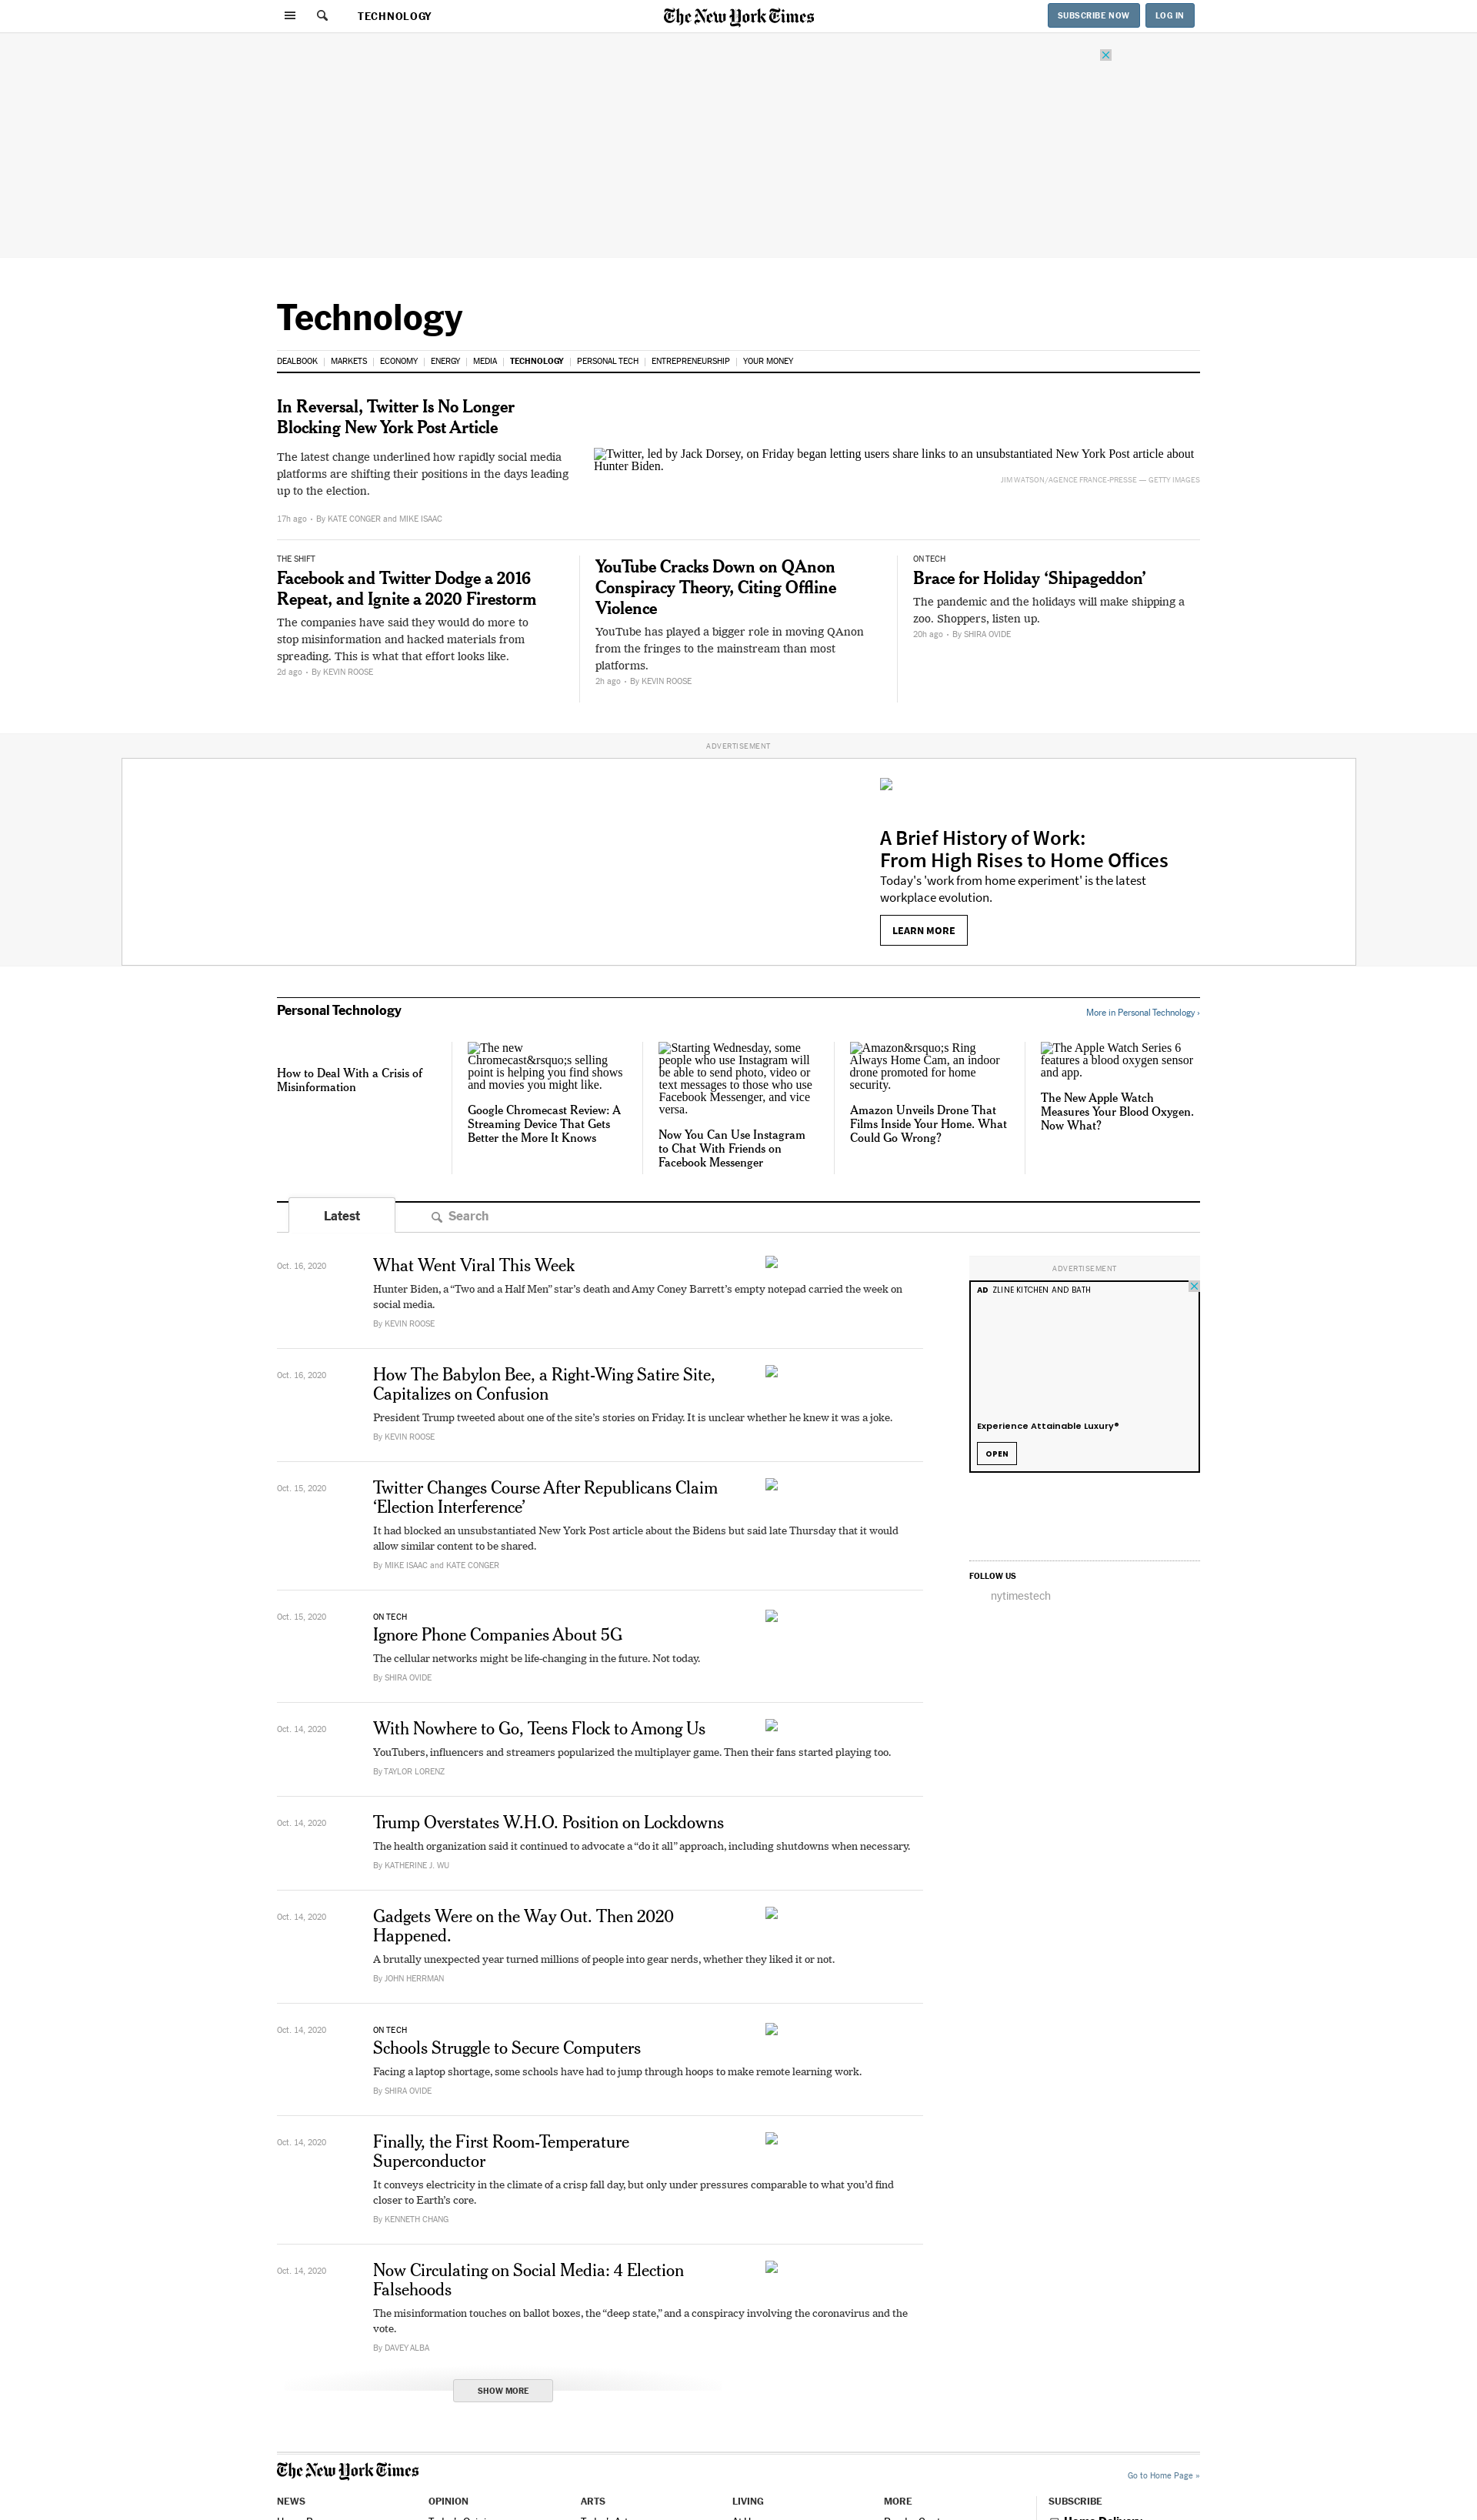 TECHNOLOGY
The New York Times
SUBSCRIBE NOW
LOG IN
Technology
DEALBOOK
MARKETS
ECONOMY
ENERGY
MEDIA
TECHNOLOGY
PERSONAL TECH
ENTREPRENEURSHIP
YOUR MONEY
In Reversal, Twitter Is No Longer
Blocking New York Post Article
The latest change underlined how rapidly social media
platforms are shifting their positions in the days leading
up to the election.
17h ago • By KATE CONGER and MIKE ISAAC
Twitter, led by Jack Dorsey, on Friday began letting users share links to an unsubstantiated New York Post article about
Hunter Biden.
JIM WATSON/AGENCE FRANCE-PRESSE — GETTY IMAGES
THE SHIFT
Facebook and Twitter Dodge a 2016
Repeat, and Ignite a 2020 Firestorm
The companies have said they would do more to
stop misinformation and hacked materials from
spreading. This is what that effort looks like.
2d ago • By KEVIN ROOSE
YouTube Cracks Down on QAnon
Conspiracy Theory, Citing Offline
Violence
YouTube has played a bigger role in moving QAnon
from the fringes to the mainstream than most
platforms.
2h ago • By KEVIN ROOSE
ON TECH
Brace for Holiday ‘Shipageddon’
The pandemic and the holidays will make shipping a
zoo. Shoppers, listen up.
20h ago • By SHIRA OVIDE
ADVERTISEMENT
A Brief History of Work:
From High Rises to Home Offices
Today's 'work from home experiment' is the latest
workplace evolution.
LEARN MORE
Personal Technology
More in Personal Technology ›
How to Deal With a Crisis of
Misinformation
The new
Chromecast&rsquo;s selling
point is helping you find shows
and movies you might like.
Google Chromecast Review: A
Streaming Device That Gets
Better the More It Knows
Starting Wednesday, some
people who use Instagram will
be able to send photo, video or
text messages to those who use
Facebook Messenger, and vice
versa.
Now You Can Use Instagram
to Chat With Friends on
Facebook Messenger
Amazon&rsquo;s Ring
Always Home Cam, an indoor
drone promoted for home
security.
Amazon Unveils Drone That
Films Inside Your Home. What
Could Go Wrong?
The Apple Watch Series 6
features a blood oxygen sensor
and app.
The New Apple Watch
Measures Your Blood Oxygen.
Now What?
Latest
Search
Oct. 16, 2020
What Went Viral This Week
Hunter Biden, a “Two and a Half Men” star’s death and Amy Coney Barrett’s empty notepad carried the week on
social media.
By KEVIN ROOSE
Oct. 16, 2020
How The Babylon Bee, a Right-Wing Satire Site,
Capitalizes on Confusion
President Trump tweeted about one of the site’s stories on Friday. It is unclear whether he knew it was a joke.
By KEVIN ROOSE
Oct. 15, 2020
Twitter Changes Course After Republicans Claim
‘Election Interference’
It had blocked an unsubstantiated New York Post article about the Bidens but said late Thursday that it would
allow similar content to be shared.
By MIKE ISAAC and KATE CONGER
Oct. 15, 2020
ON TECH
Ignore Phone Companies About 5G
The cellular networks might be life-changing in the future. Not today.
By SHIRA OVIDE
Oct. 14, 2020
With Nowhere to Go, Teens Flock to Among Us
YouTubers, influencers and streamers popularized the multiplayer game. Then their fans started playing too.
By TAYLOR LORENZ
Oct. 14, 2020
Trump Overstates W.H.O. Position on Lockdowns
The health organization said it continued to advocate a “do it all” approach, including shutdowns when necessary.
By KATHERINE J. WU
Oct. 14, 2020
Gadgets Were on the Way Out. Then 2020
Happened.
A brutally unexpected year turned millions of people into gear nerds, whether they liked it or not.
By JOHN HERRMAN
Oct. 14, 2020
ON TECH
Schools Struggle to Secure Computers
Facing a laptop shortage, some schools have had to jump through hoops to make remote learning work.
By SHIRA OVIDE
Oct. 14, 2020
Finally, the First Room-Temperature
Superconductor
It conveys electricity in the climate of a crisp fall day, but only under pressures comparable to what you’d find
closer to Earth’s core.
By KENNETH CHANG
Oct. 14, 2020
Now Circulating on Social Media: 4 Election
Falsehoods
The misinformation touches on ballot boxes, the “deep state,” and a conspiracy involving the coronavirus and the
vote.
By DAVEY ALBA
SHOW MORE
ADVERTISEMENT
AD ZLINE KITCHEN AND BATH
Experience Attainable Luxury®
OPEN
FOLLOW US
nytimestech
The New York Times
Go to Home Page »
NEWS
OPINION
ARTS
LIVING
MORE
SUBSCRIBE